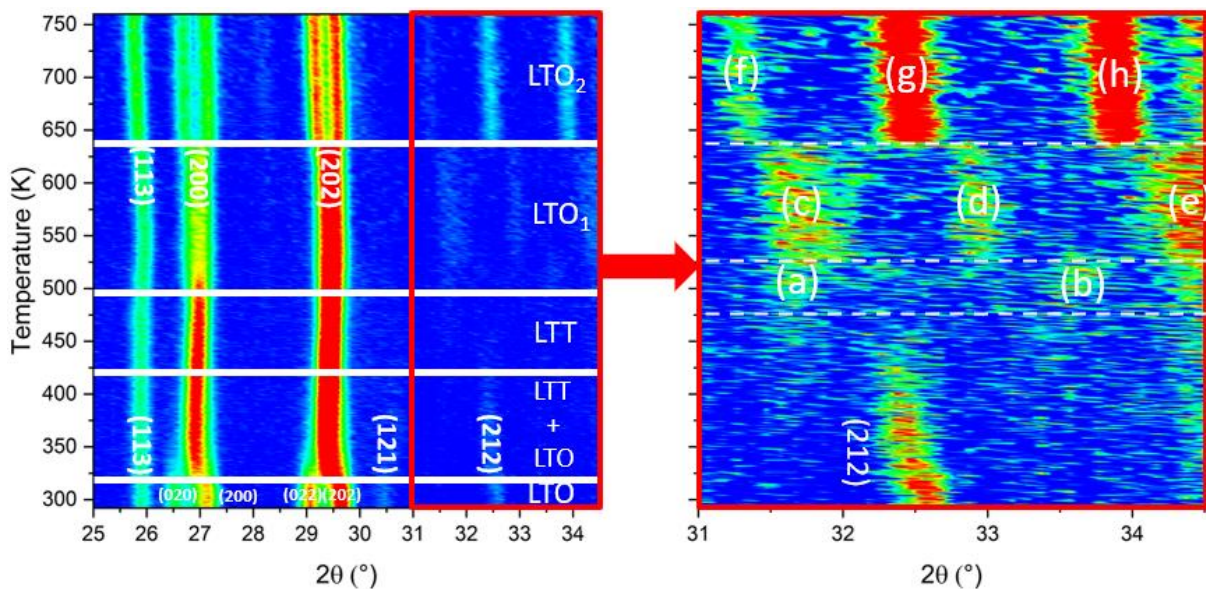 750
700
650
600
550
500
450
400
350
300
Temperature (K)
25 26 27 28 29 30 31 32 33 34
2θ (°)
LTO2
(113) (200) (202)
LTO1
LTT
LTT
+
LTO
(113) (121) (212)
(020) (200) (022)(202) LTO
(f) (g) (h)
(c) (d) (e)
(a) (b)
(212)
31 32 33 34
2θ (°)